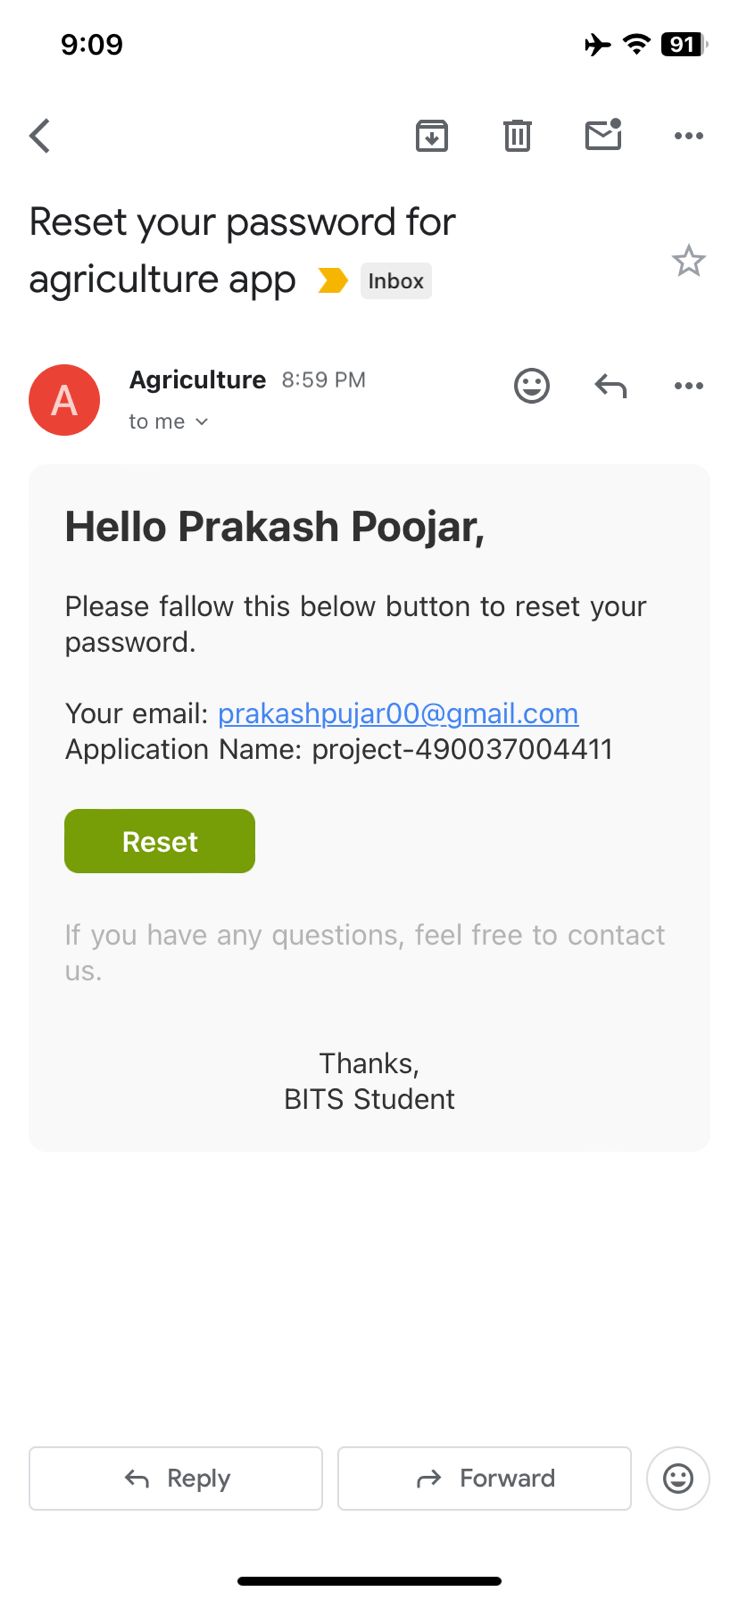 9:09
91
Reset your password for
agriculture app Inbox
A
Agriculture 8:59 PM
to me
Hello Prakash Poojar,
Please fallow this below button to reset your
password.
Your email: prakashpujar00@gmail.com
Application Name: project-490037004411
Reset
If you have any questions, feel free to contact
us.
Thanks,
BITS Student
Reply Forward